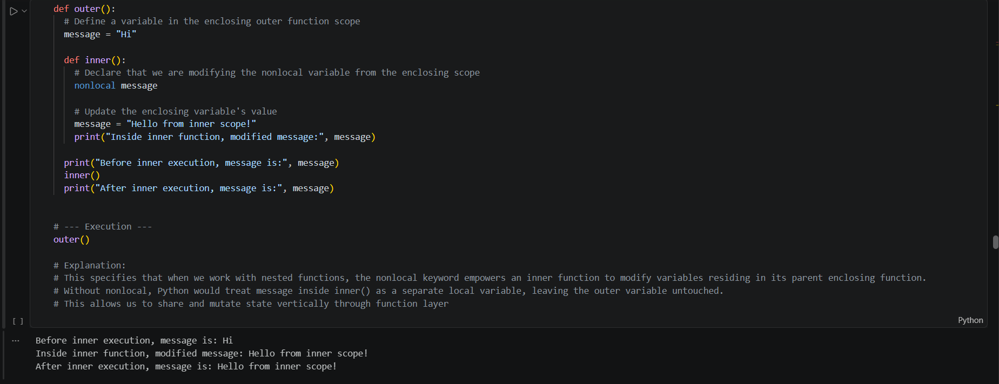 def outer():
# Define a variable in the enclosing outer function scope
message = "Hi"
def inner():
# Declare that we are modifying the nonlocal variable from the enclosing scope
nonlocal message
# Update the enclosing variable's value
message = "Hello from inner scope!"
print("Inside inner function, modified message:", message)
print("Before inner execution, message is:", message)
inner()
print("After inner execution, message is:", message)
# --- Execution ---
outer()
# Explanation:
# This specifies that when we work with nested functions, the nonlocal keyword empowers an inner function to modify variables residing in its parent enclosing function.
# Without nonlocal, Python would treat message inside inner() as a separate local variable, leaving the outer variable untouched.
# This allows us to share and mutate state vertically through function layer
[ ]
Python
... Before inner execution, message is: Hi
Inside inner function, modified message: Hello from inner scope!
After inner execution, message is: Hello from inner scope!